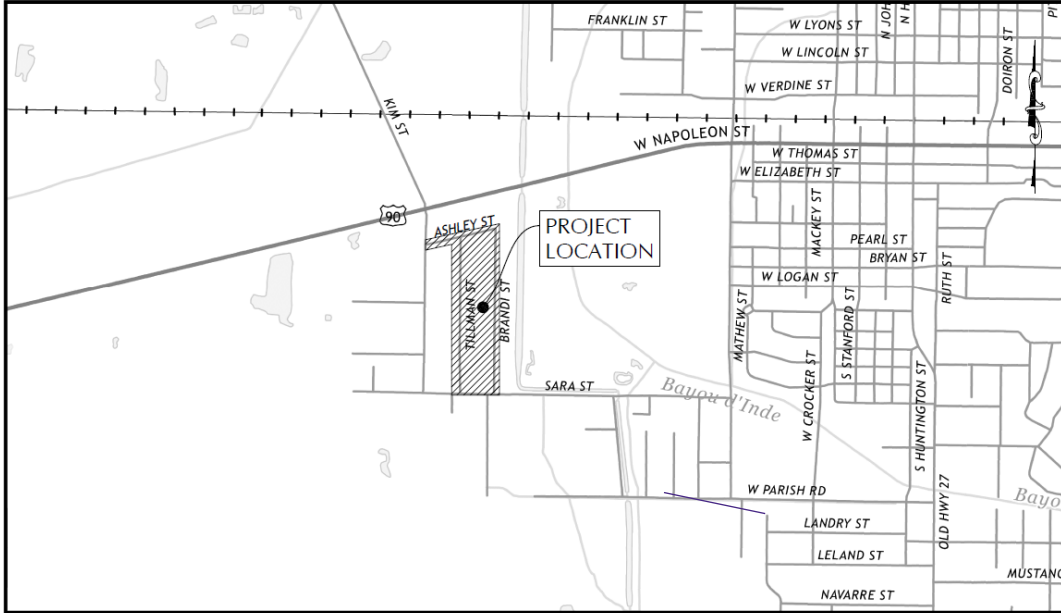 FRANKLIN ST
W LYONS ST
W LINCOLN ST
DOIRON ST
W VERDINE ST
KIM ST
W NAPOLEON ST
W THOMAS ST
W ELIZABETH ST
90
ASHLEY ST
PROJECT
LOCATION
MACKEY ST
PEARL ST
BRYAN ST
W LOGAN ST
RUTH ST
TILLMAN ST
BRANDI ST
MATHEW ST
S STANFORD ST
SARA ST
Bayou d'Inde
W CROCKER ST
S HUNTINGTON ST
W PARISH RD
OLD HWY 27
Bayo
LANDRY ST
LELAND ST
MUSTANG
NAVARRE ST